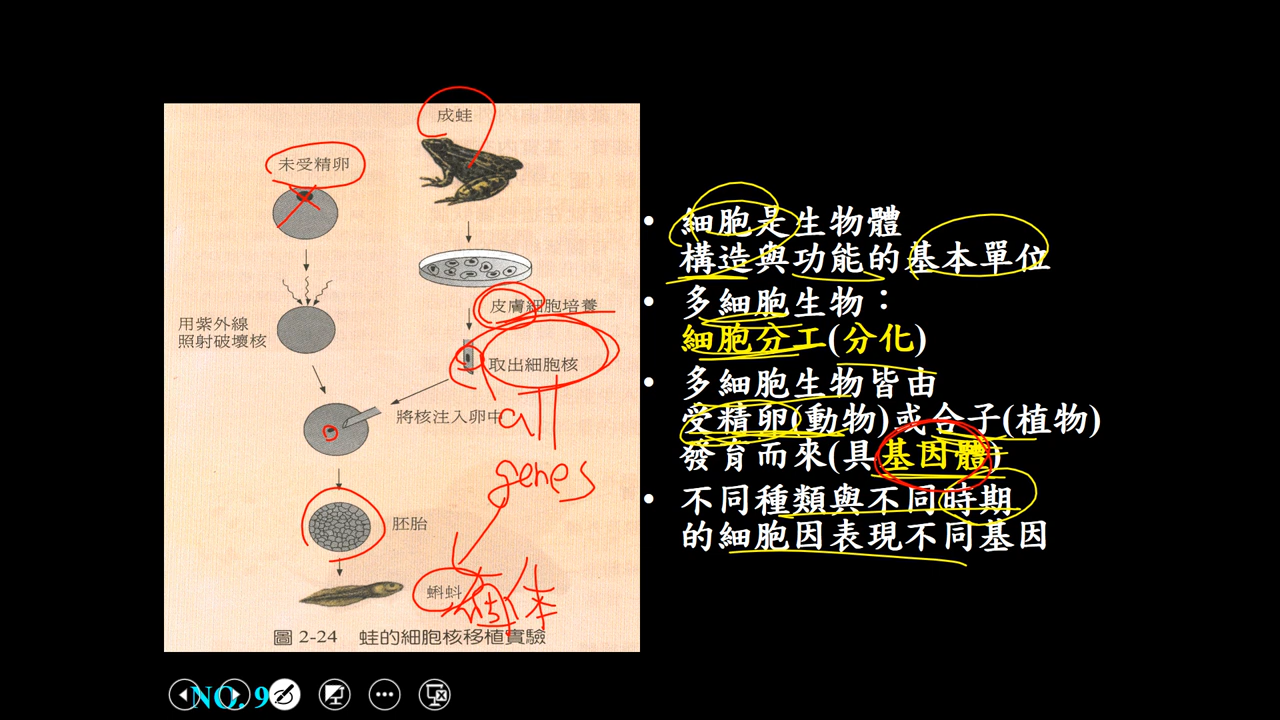 成蛙
未受精卵
皮膚細胞培養
用紫外線
照射破壞核
取出細胞核
將核注入卵中
all
genes
胚胎
蝌蚪
個体
圖 2-24 蛙的細胞核移植實驗
• 細胞是生物體
構造與功能的基本單位
• 多細胞生物：
細胞分工(分化)
• 多細胞生物皆由
受精卵(動物)或合子(植物)
發育而來(具基因體)
• 不同種類與不同時期
的細胞因表現不同基因
NO. 9